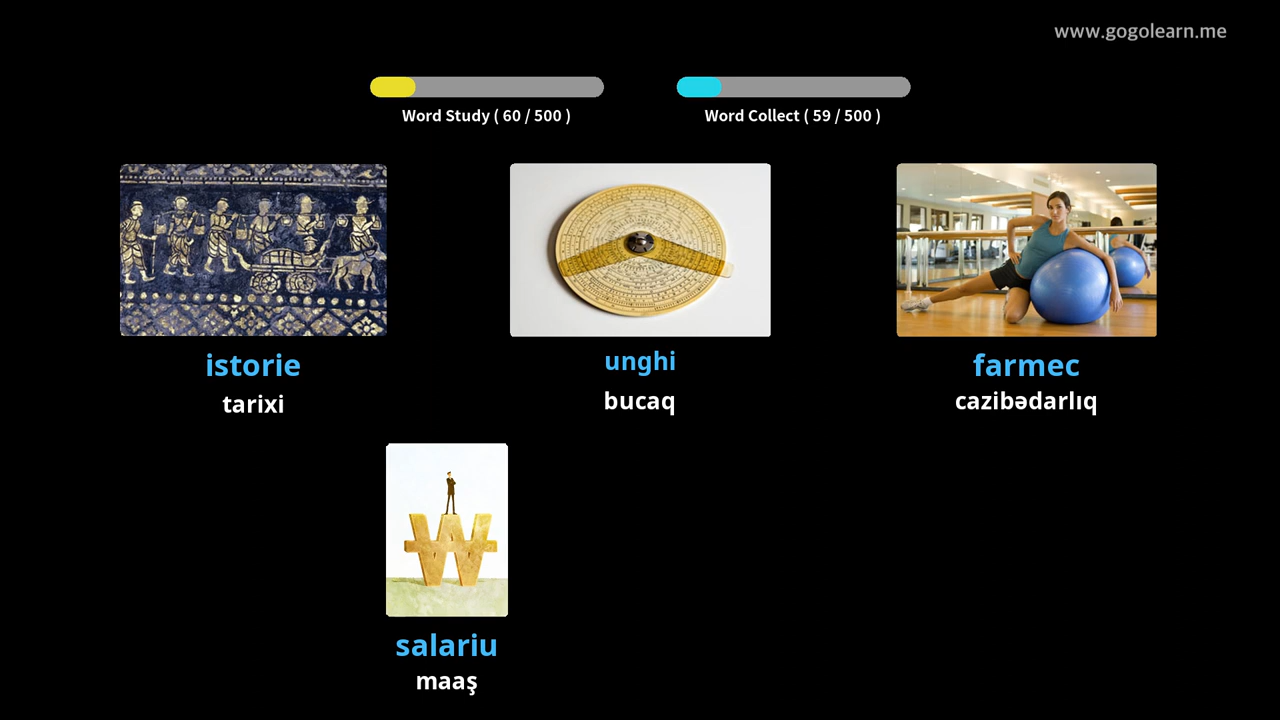 www.gogolearn.me
Word Study ( 60 / 500 )
Word Collect ( 59 / 500 )
istorie
tarixi
unghi
bucaq
farmec
cazibədarlıq
salariu
maaş